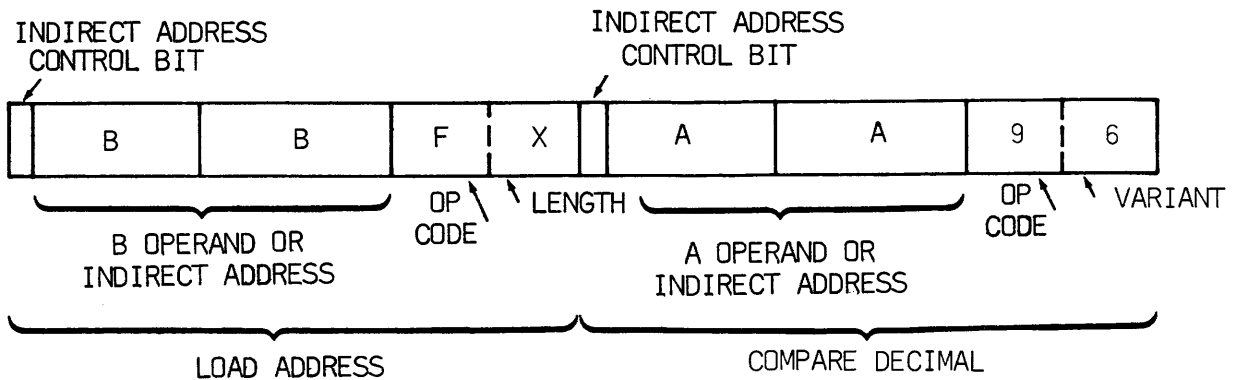 INDIRECT ADDRESS
CONTROL BIT
INDIRECT ADDRESS
CONTROL BIT
B B F X A A 9 6
OP
CODE
LENGTH
OP
CODE
VARIANT
B OPERAND OR
INDIRECT ADDRESS
A OPERAND OR
INDIRECT ADDRESS
LOAD ADDRESS
COMPARE DECIMAL